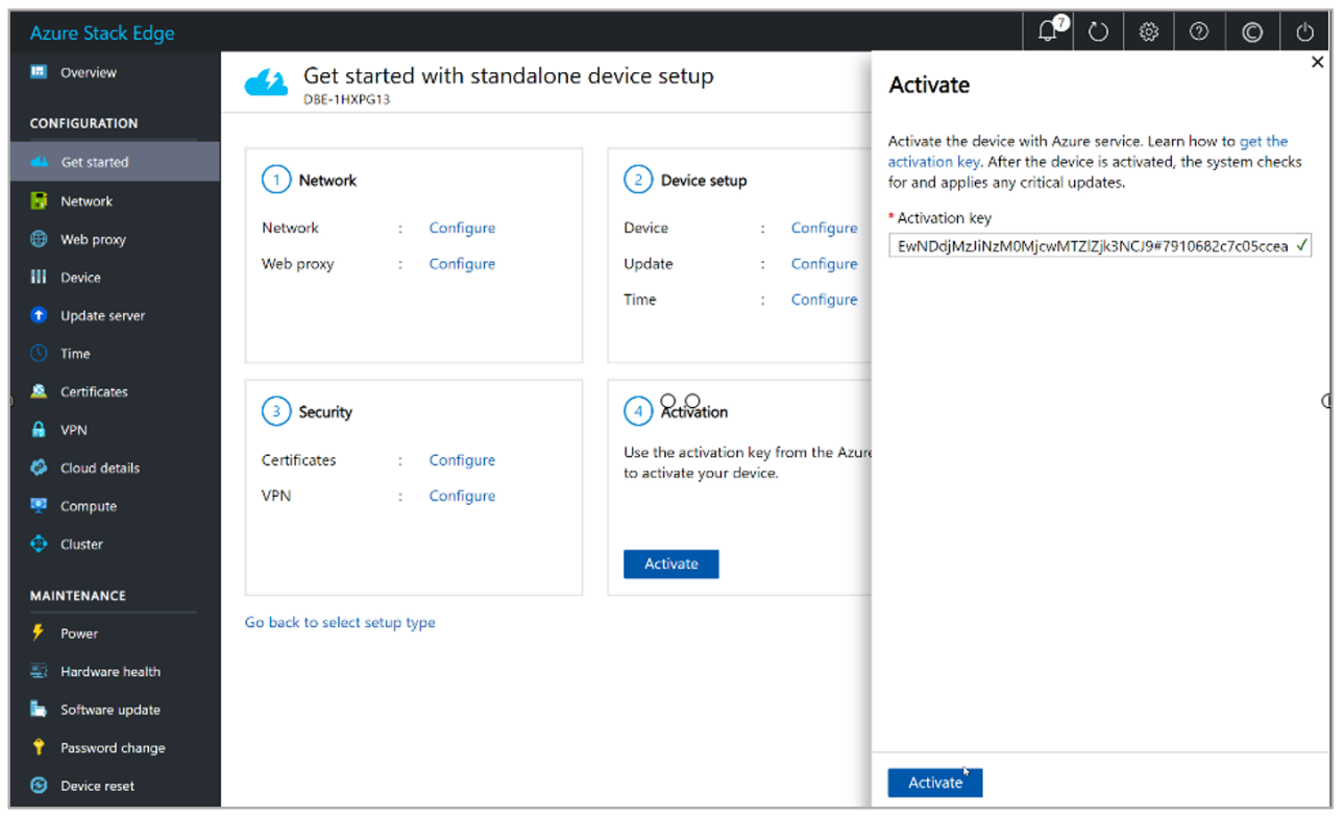 Azure Stack Edge
7
Overview
CONFIGURATION
Get started
Network
Web proxy
Device
Update server
Time
Certificates
VPN
Cloud details
Compute
Cluster
MAINTENANCE
Power
Hardware health
Software update
Password change
Device reset
Get started with standalone device setup
DBE-1HXPG13
1 Network
Network : Configure
Web proxy : Configure
2 Device setup
Device : Configure
Update : Configure
Time : Configure
3 Security
Certificates : Configure
VPN : Configure
4 Activation
Use the activation key from the Azure
to activate your device.
Activate
Go back to select setup type
Activate
Activate the device with Azure service. Learn how to get the
activation key. After the device is activated, the system checks
for and applies any critical updates.
* Activation key
EwNDdjMzJiNzM0MjcwMTZlZjk3NCJ9#7910682c7c05ccea
Activate